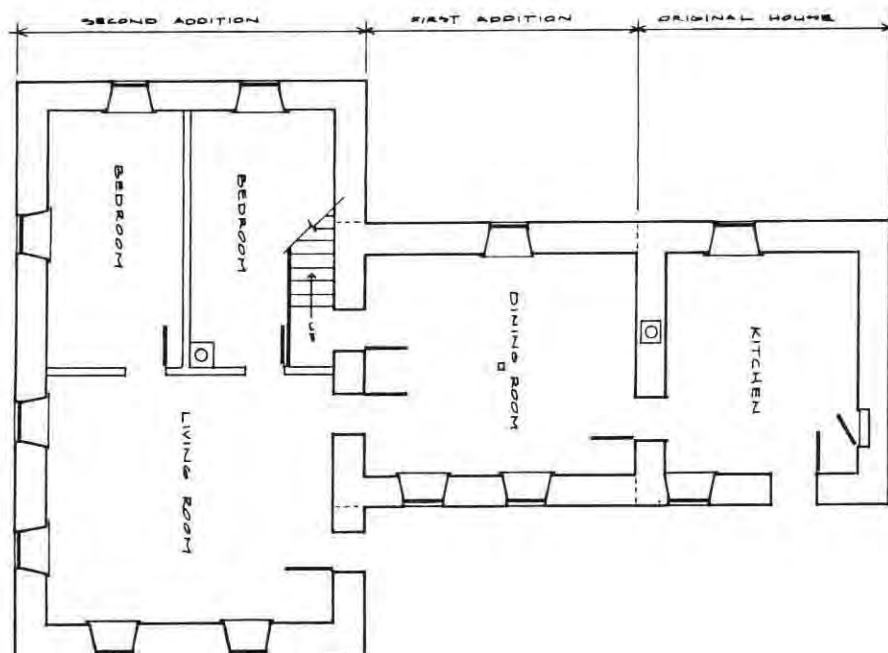 SECOND ADDITION
FIRST ADDITION
ORIGINAL HOUSE
BEDROOM
BEDROOM
UP
DINING ROOM
KITCHEN
LIVING ROOM